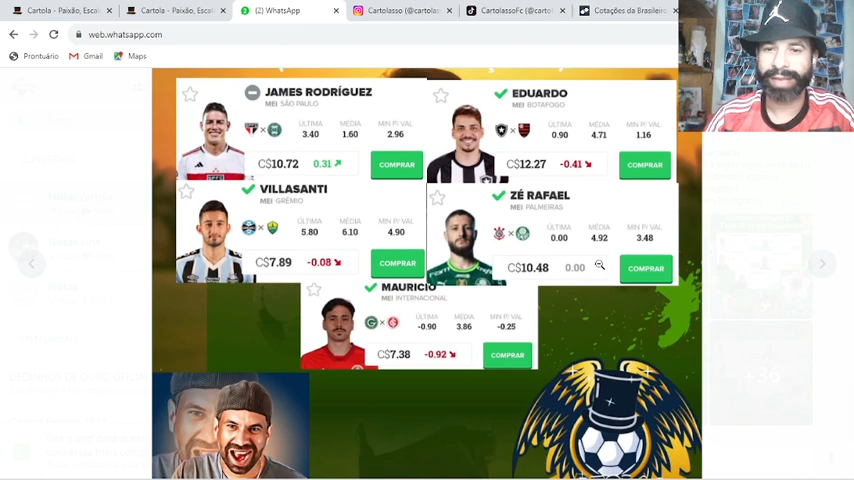 Cartola - Paixão, Escal
Cartola - Paixão, Escal
2
(2) WhatsApp
Cartolasso (@cartolas
CartolassoFc (@cartol
Cotações da Brasileiro
web.whatsapp.com
Prontuário
Gmail
Maps
JAMES RODRÍGUEZ
MEI SÃO PAULO
ÚLTIMA MÉDIA MIN P/ VAL
3.40 1.60 2.96
C$10.72 0.31
COMPRAR
EDUARDO
MEI BOTAFOGO
ÚLTIMA MÉDIA MIN P/ VAL
0.90 4.71 1.16
C$12.27 -0.41
COMPRAR
VILLASANTI
MEI GRÊMIO
ÚLTIMA MÉDIA MIN P/ VAL
5.80 6.10 4.90
C$7.89 -0.08
COMPRAR
ZÉ RAFAEL
MEI PALMEIRAS
ÚLTIMA MÉDIA MIN P/ VAL
0.00 4.92 3.48
C$10.48 0.00
COMPRAR
MAURICIO
MEI INTERNACIONAL
ÚLTIMA MÉDIA MIN P/ VAL
-0.90 3.86 -0.25
C$7.38 -0.92
COMPRAR
+36